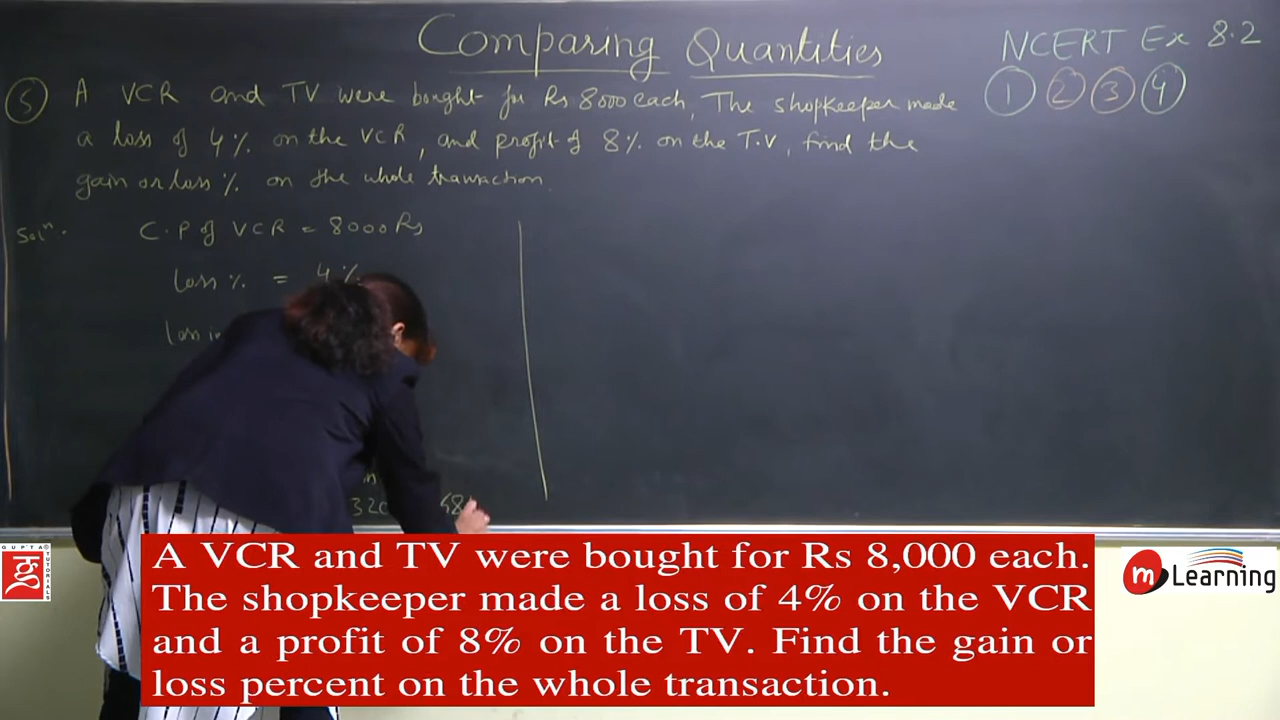 Comparing Quantities
NCERT Ex 8.2
1 2 3 4
5 A VCR and TV were bought for Rs 8000 each, The shopkeeper made
a loss of 4% on the VCR, and profit of 8% on the T.V, find the
gain or loss % on the whole transaction.
Solⁿ. C.P of VCR = 8000 Rs
loss % = 4%
loss
A VCR and TV were bought for Rs 8,000 each.
The shopkeeper made a loss of 4% on the VCR
and a profit of 8% on the TV. Find the gain or
loss percent on the whole transaction.
GUPTA TUTORIALS
m Learning